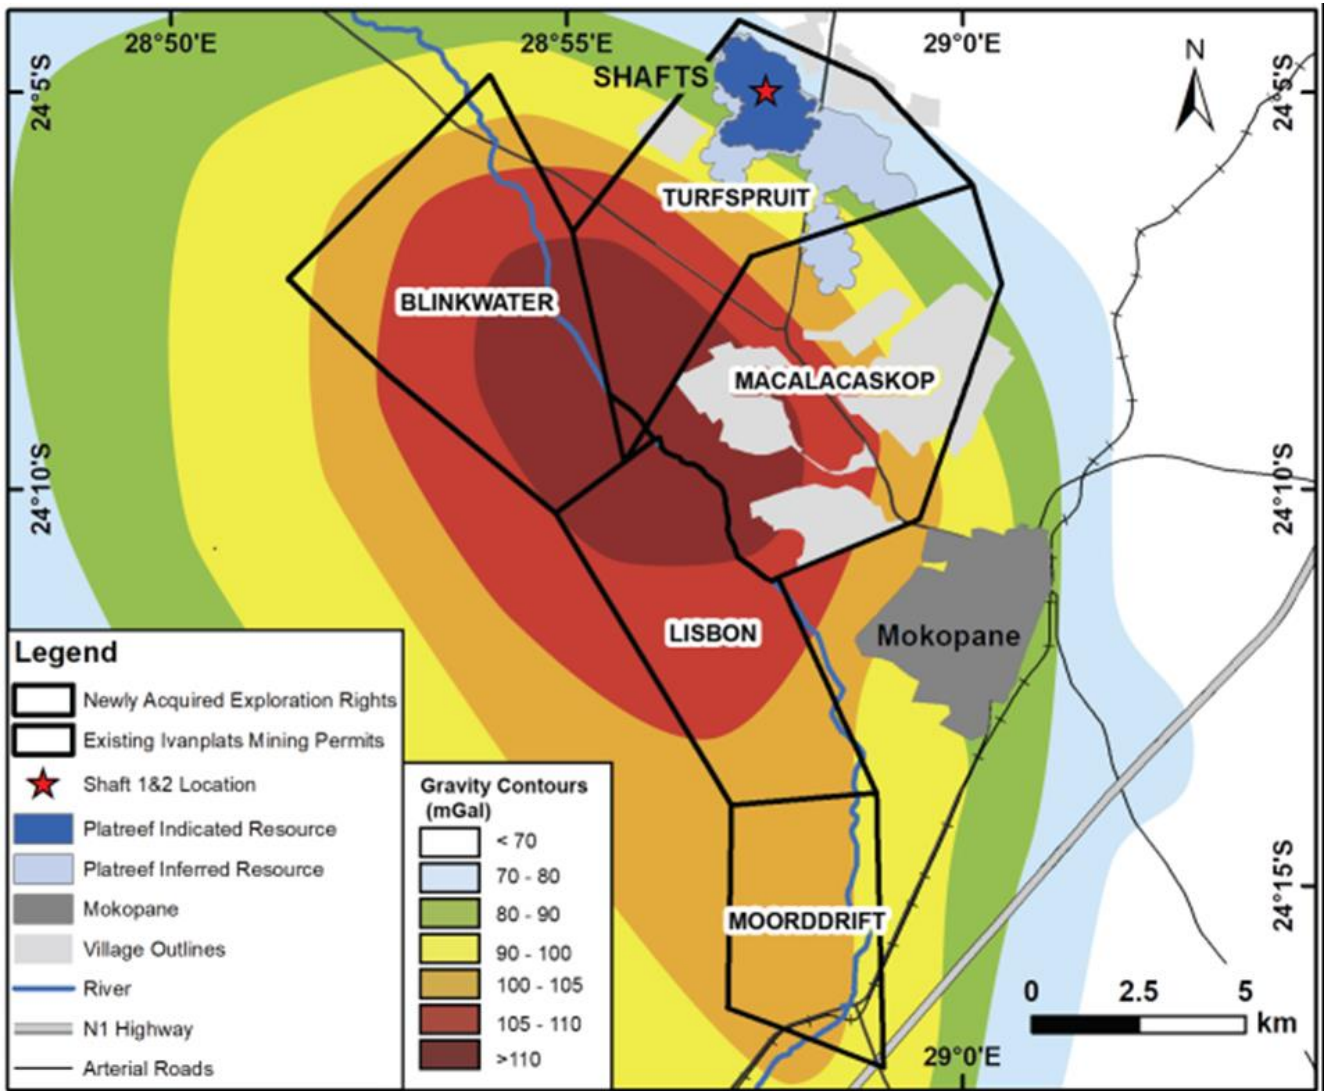 28°50'E
28°55'E
29°0'E
N
24°5'S
24°5'S
SHAFTS
TURFSPRUIT
BLINKWATER
MACALACASKOP
24°10'S
24°10'S
LISBON
Mokopane
Legend
Newly Acquired Exploration Rights
Existing Ivanplats Mining Permits
Shaft 1&2 Location
Platreef Indicated Resource
Platreef Inferred Resource
Mokopane
Village Outlines
River
N1 Highway
Arterial Roads
Gravity Contours
(mGal)
< 70
70 - 80
80 - 90
90 - 100
100 - 105
105 - 110
>110
MOORDDRIFT
24°15'S
0 2.5 5
km
29°0'E